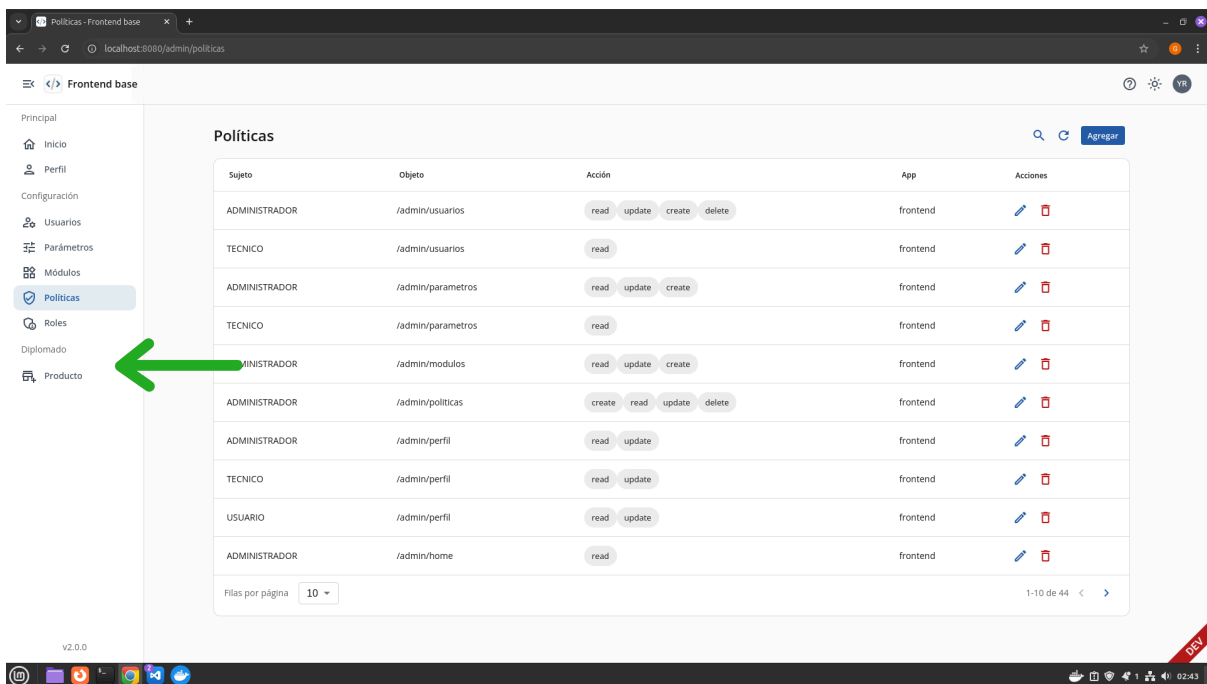 Políticas - Frontend base
localhost:8080/admin/politicas
G
Frontend base
YR
Principal
Inicio
Perfil
Configuración
Usuarios
Parámetros
Módulos
Políticas
Roles
Diplomado
Producto
v2.0.0
Políticas
Agregar
Sujeto Objeto Acción App Acciones
ADMINISTRADOR /admin/usuarios read update create delete frontend
TECNICO /admin/usuarios read frontend
ADMINISTRADOR /admin/parametros read update create frontend
TECNICO /admin/parametros read frontend
MINISTRADOR /admin/modulos read update create frontend
ADMINISTRADOR /admin/politicas create read update delete frontend
ADMINISTRADOR /admin/perfil read update frontend
TECNICO /admin/perfil read update frontend
USUARIO /admin/perfil read update frontend
ADMINISTRADOR /admin/home read frontend
Filas por página 10 1-10 de 44
DEV
2
1 02:43